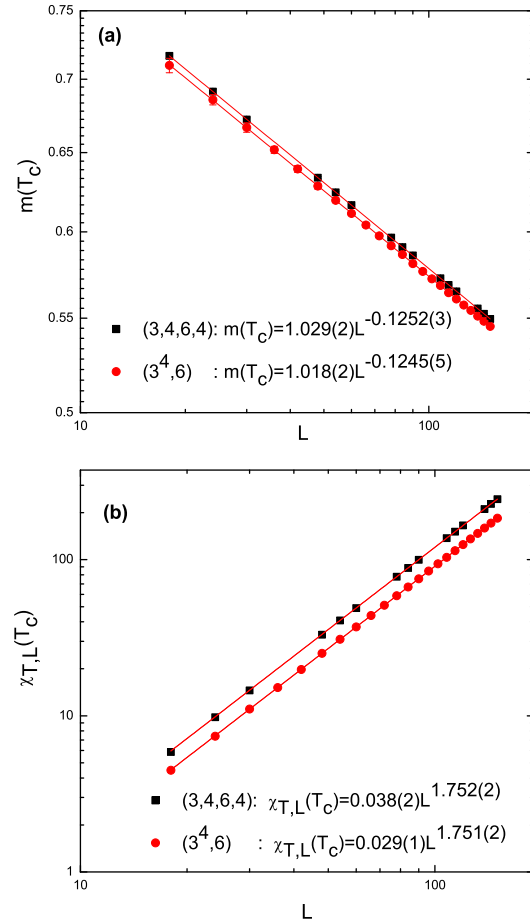 (a)
0.75
0.7
0.65
0.6
0.55
0.5
m(T_c)
(3,4,6,4): m(T_c)=1.029(2)L^-0.1252(3)
(3^4,6) : m(T_c)=1.018(2)L^-0.1245(5)
10
100
L
(b)
100
10
1
χ_T,L(T_c)
(3,4,6,4): χ_T,L(T_c)=0.038(2)L^1.752(2)
(3^4,6) : χ_T,L(T_c)=0.029(1)L^1.751(2)
10
100
L